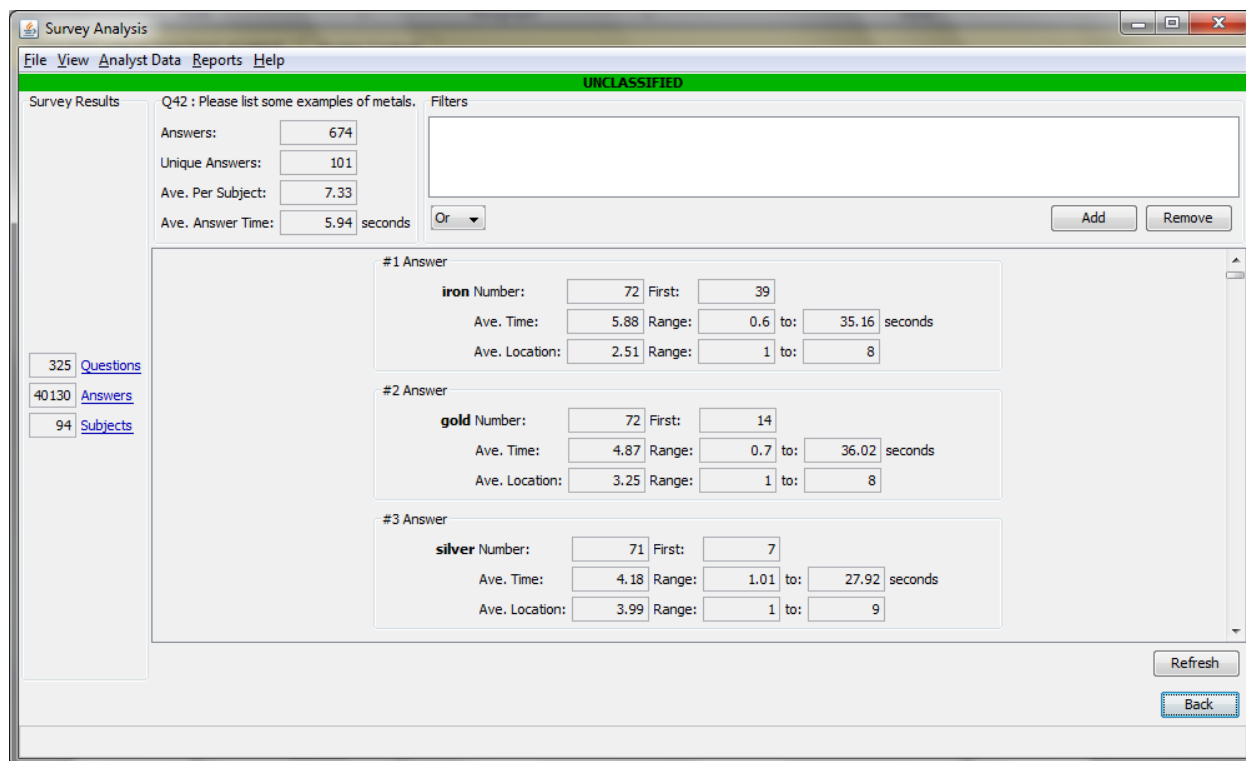 Survey Analysis
File View Analyst Data Reports Help
UNCLASSIFIED
Survey Results
325 Questions
40130 Answers
94 Subjects
Q42 : Please list some examples of metals.
Answers: 674
Unique Answers: 101
Ave. Per Subject: 7.33
Ave. Answer Time: 5.94 seconds
Filters
Or
Add Remove
#1 Answer
iron Number: 72 First: 39
Ave. Time: 5.88 Range: 0.6 to: 35.16 seconds
Ave. Location: 2.51 Range: 1 to: 8
#2 Answer
gold Number: 72 First: 14
Ave. Time: 4.87 Range: 0.7 to: 36.02 seconds
Ave. Location: 3.25 Range: 1 to: 8
#3 Answer
silver Number: 71 First: 7
Ave. Time: 4.18 Range: 1.01 to: 27.92 seconds
Ave. Location: 3.99 Range: 1 to: 9
Refresh
Back